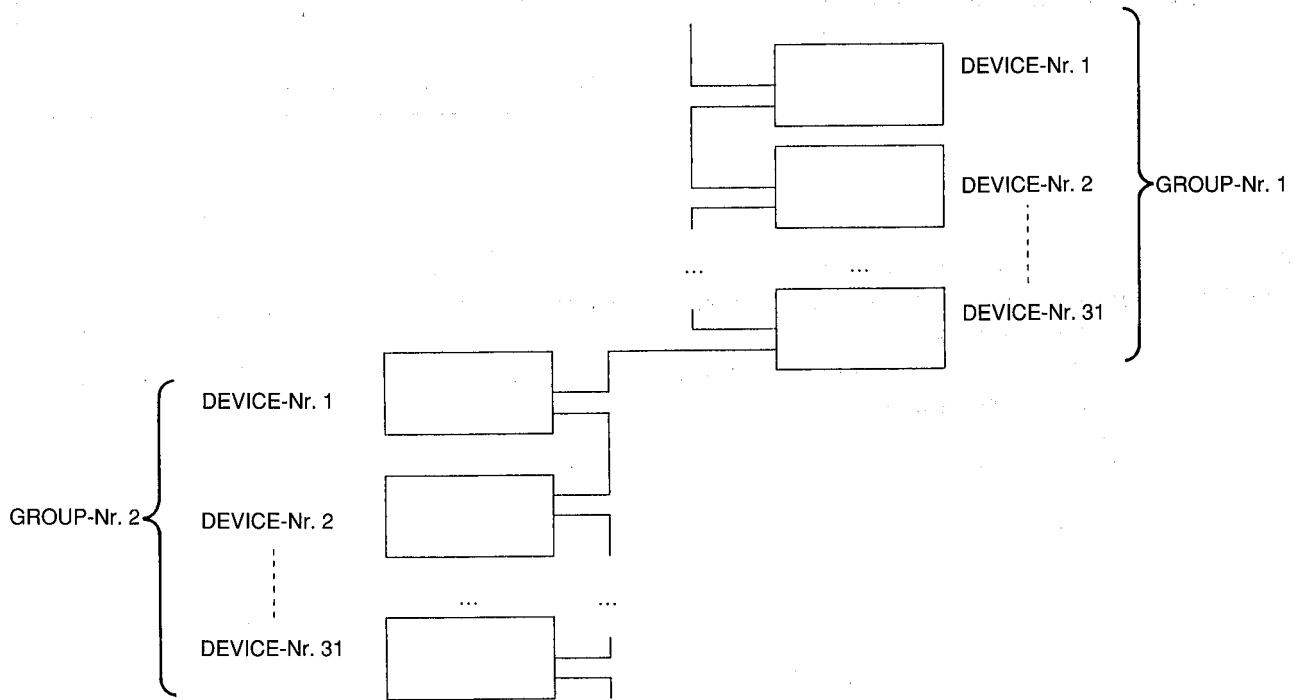 DEVICE-Nr. 1
DEVICE-Nr. 2
GROUP-Nr. 1
...
...
DEVICE-Nr. 31
DEVICE-Nr. 1
GROUP-Nr. 2
DEVICE-Nr. 2
...
...
DEVICE-Nr. 31